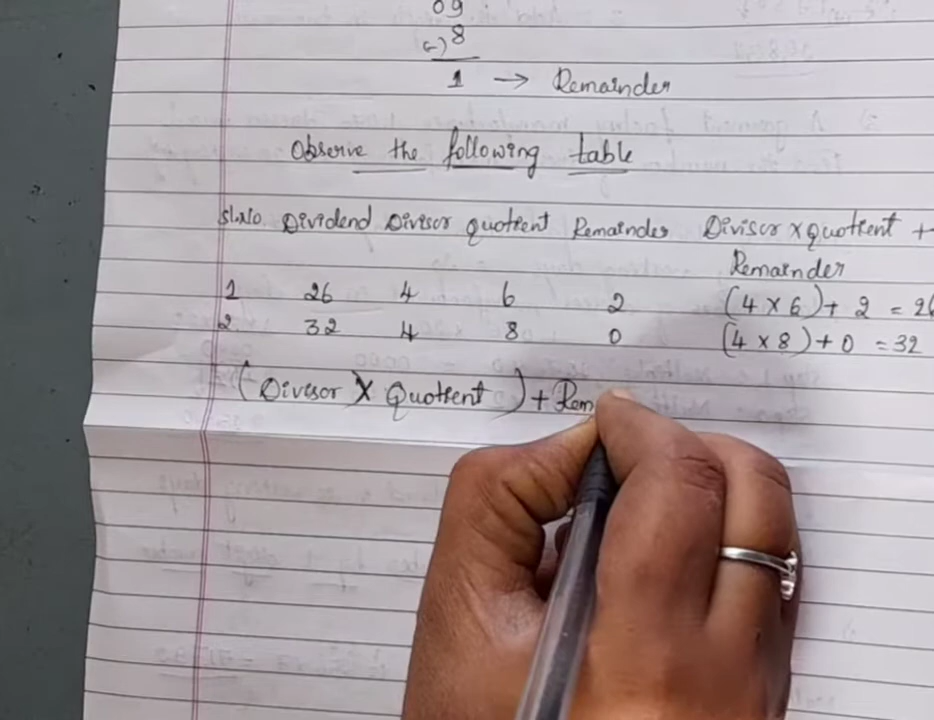 09
(-) 8
1 → Remainder
Observe the following table
Sl.No. Dividend Divisor Quotient Remainder Divisor x Quotient +
Remainder
1 26 4 6 2 (4 x 6) + 2 = 26
2 32 4 8 0 (4 x 8) + 0 = 32
(Divisor X Quotient) + Rem